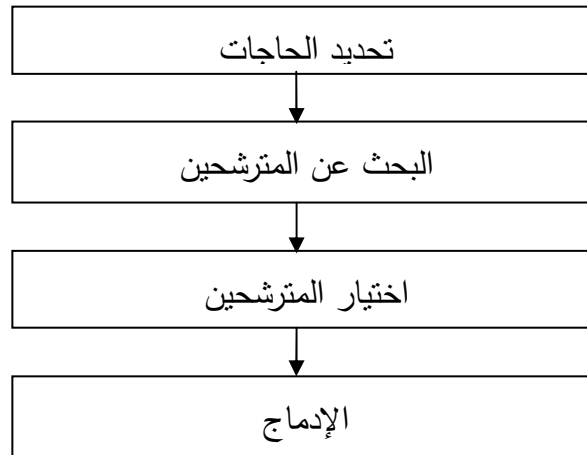 تحديد الحاجات
البحث عن المترشحين
اختيار المترشحين
الإدماج